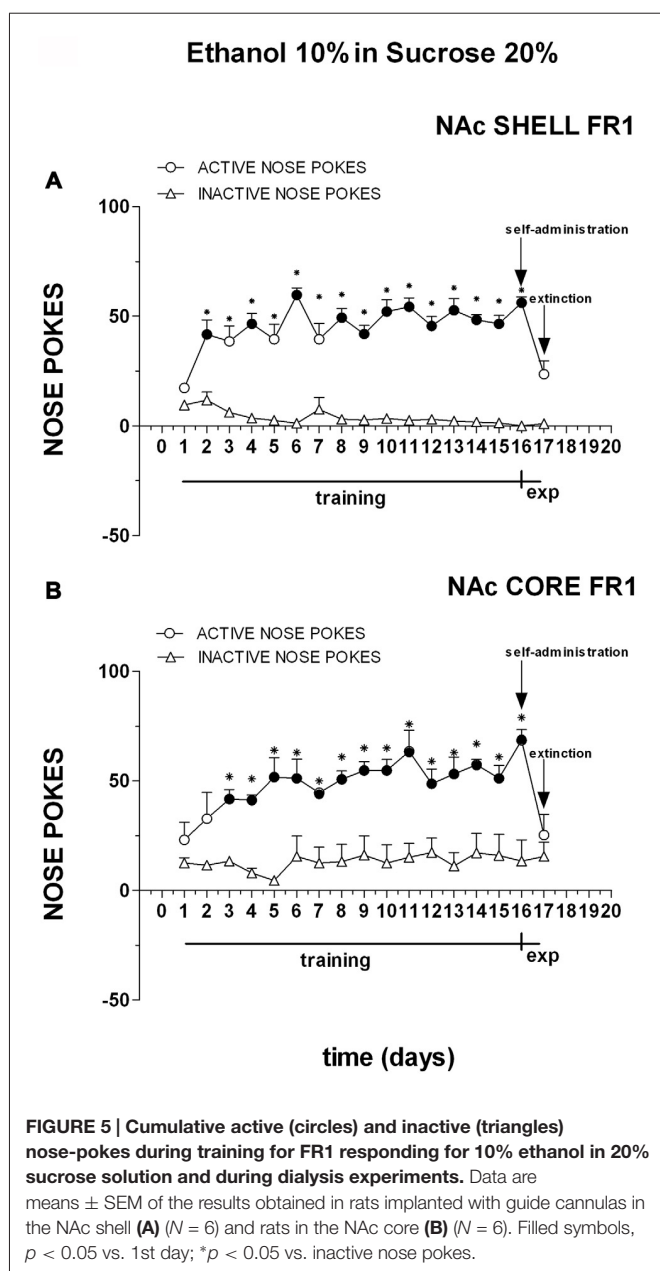 Ethanol 10% in Sucrose 20%
NAc SHELL FR1
A
ACTIVE NOSE POKES
INACTIVE NOSE POKES
100
50
0
-50
NOSE POKES
self-administration
extinction
* * * * * * * * * * * * * * *
0 1 2 3 4 5 6 7 8 9 10 11 12 13 14 15 16 17 18 19 20
training
exp
B
NAc CORE FR1
ACTIVE NOSE POKES
INACTIVE NOSE POKES
100
50
0
-50
NOSE POKES
self-administration
extinction
* * * * * * * * * * * * * *
0 1 2 3 4 5 6 7 8 9 10 11 12 13 14 15 16 17 18 19 20
training
exp
time (days)
FIGURE 5 | Cumulative active (circles) and inactive (triangles)
nose-pokes during training for FR1 responding for 10% ethanol in 20%
sucrose solution and during dialysis experiments. Data are
means ± SEM of the results obtained in rats implanted with guide cannulas in
the NAc shell (A) (N = 6) and rats in the NAc core (B) (N = 6). Filled symbols,
p < 0.05 vs. 1st day; *p < 0.05 vs. inactive nose pokes.